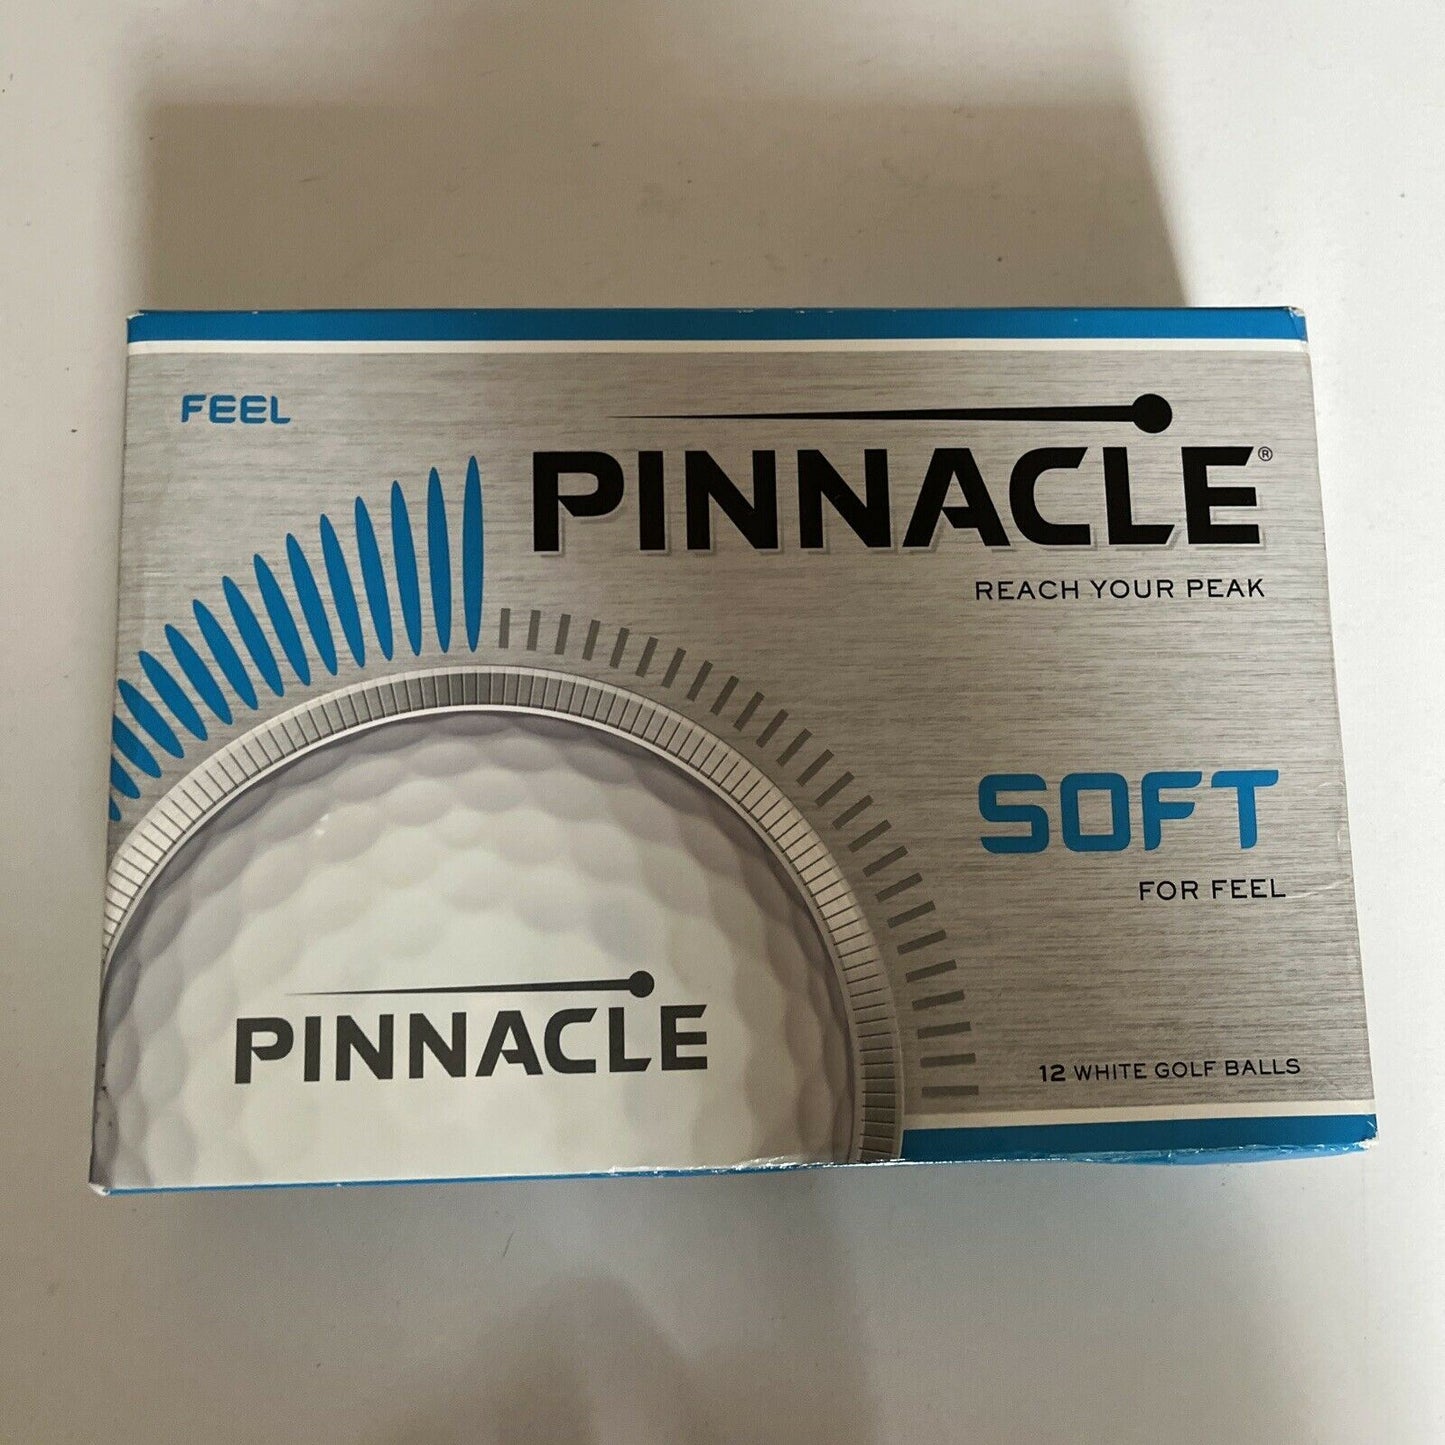 FEEL
PINNACLE®
REACH YOUR PEAK
SOFT
FOR FEEL
PINNACLE
12 WHITE GOLF BALLS